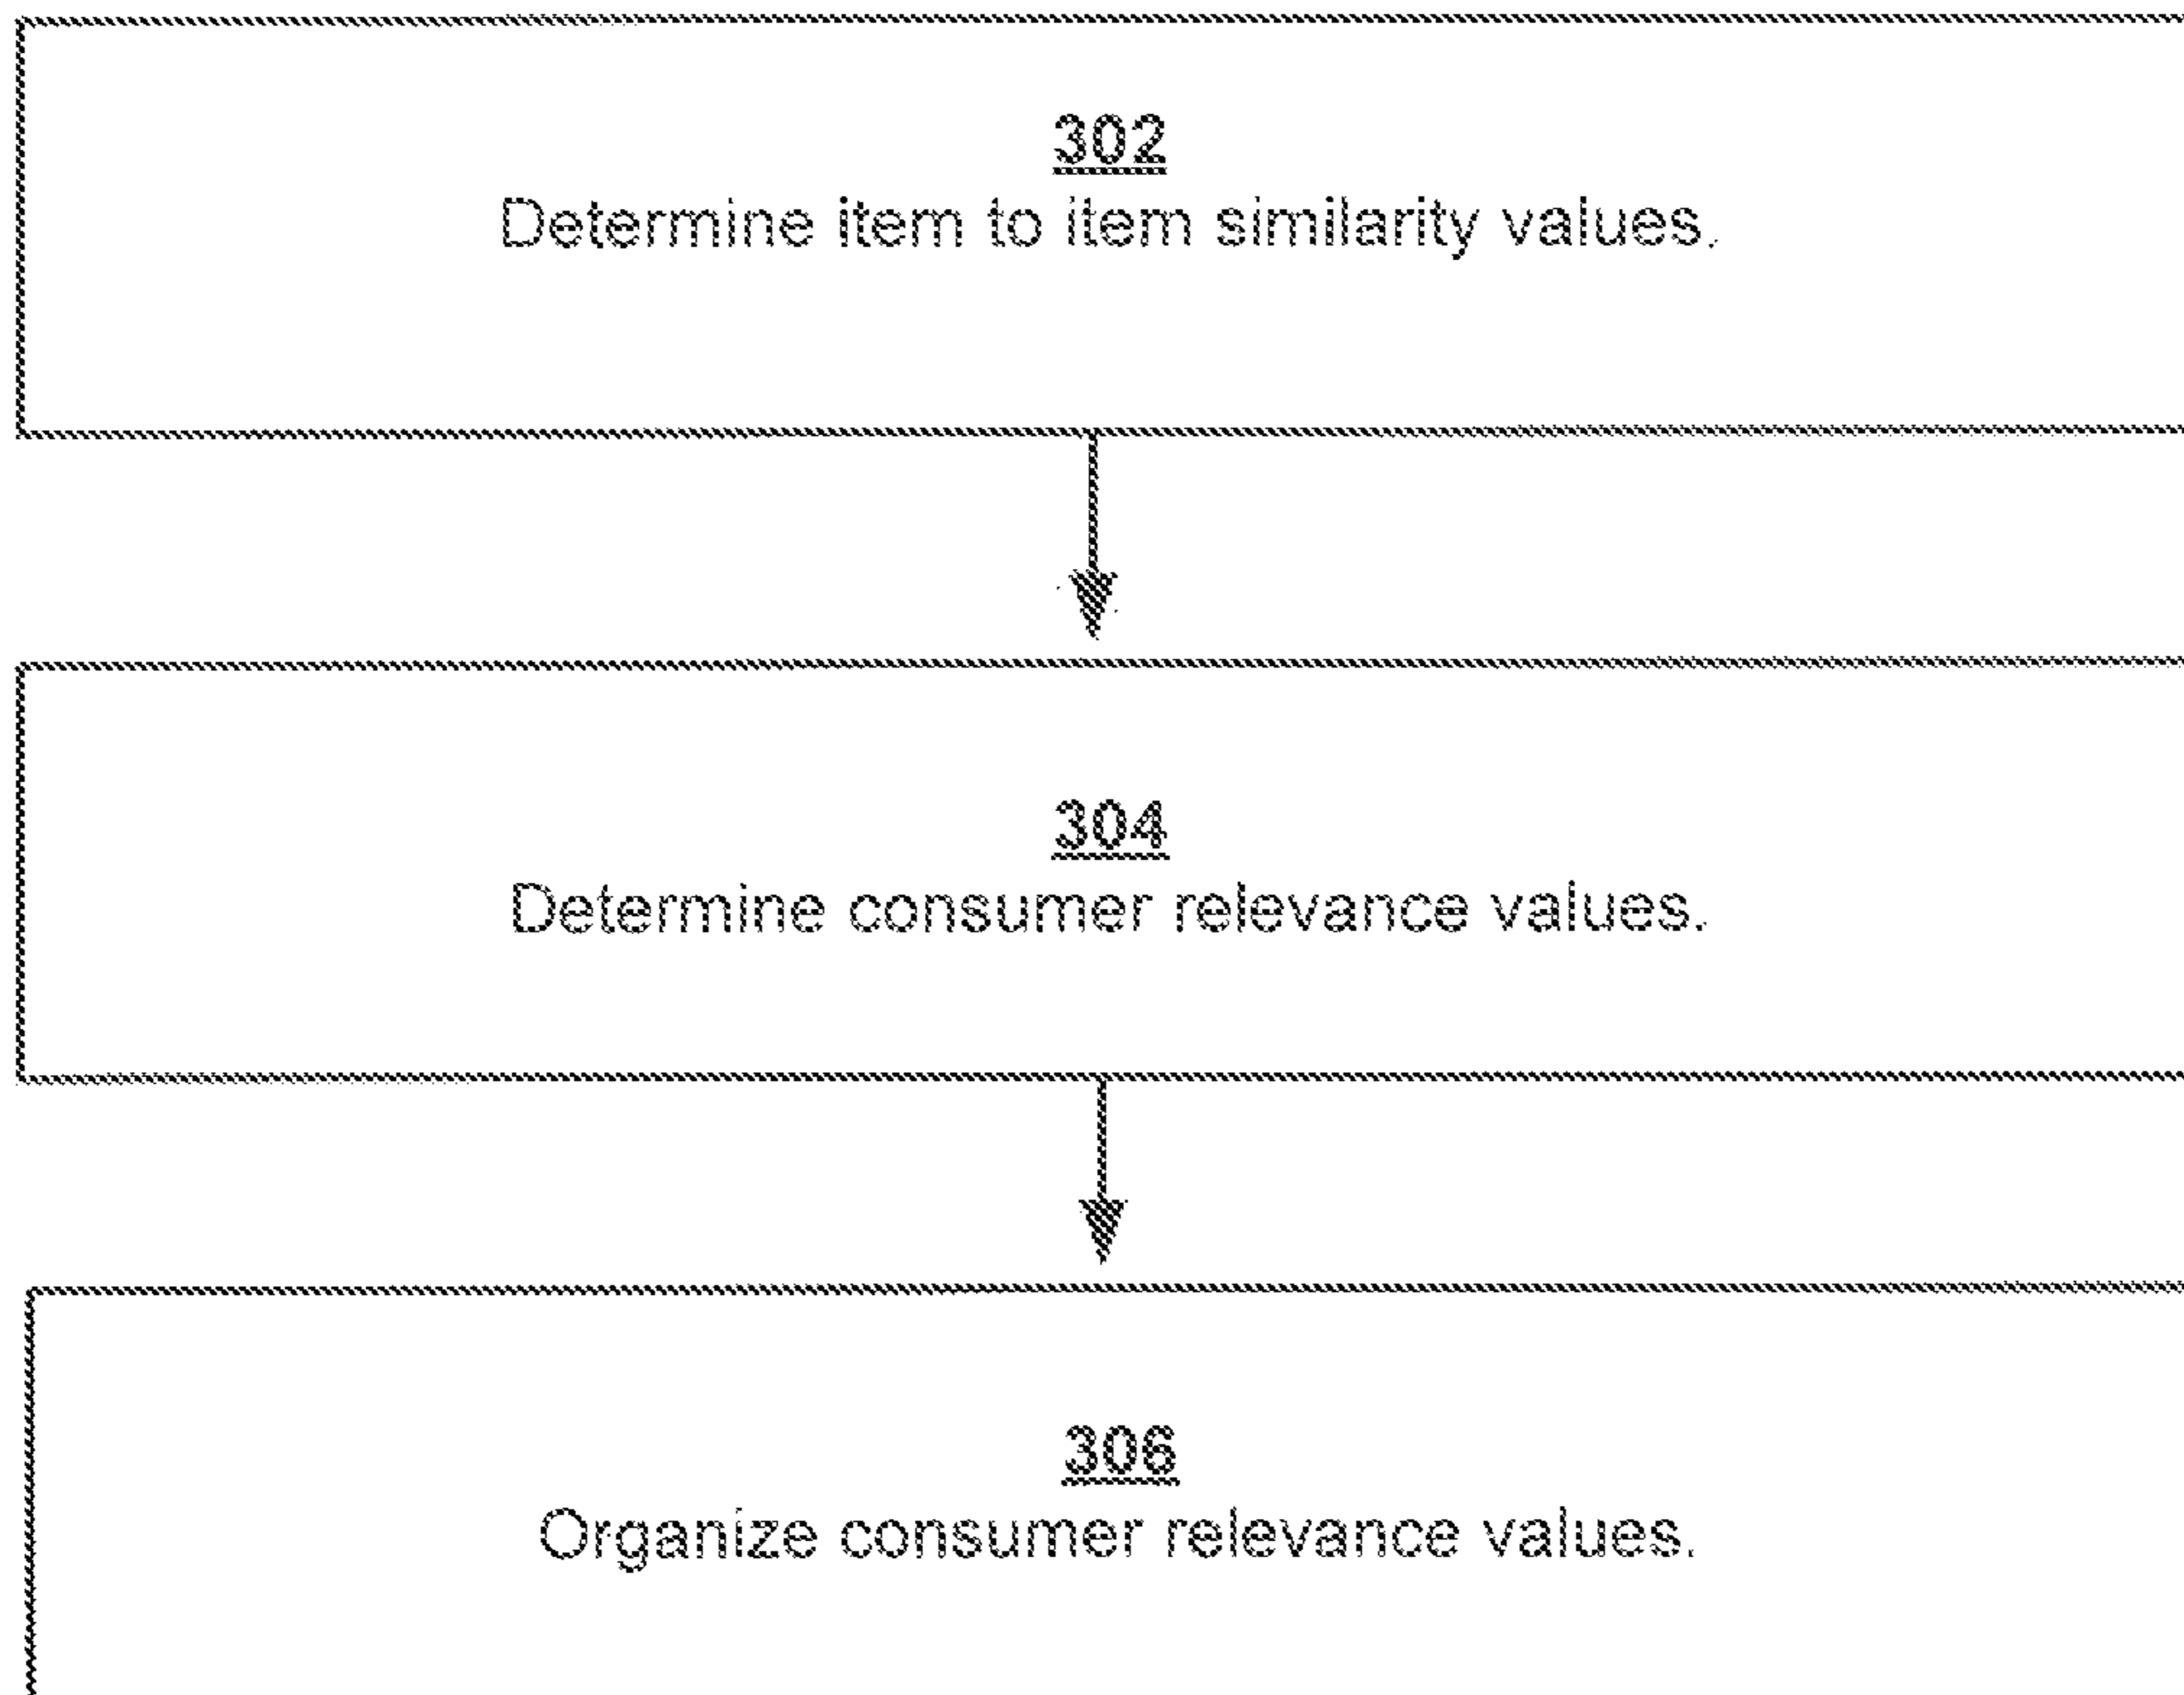 302
Determine item to item similarity values.
304
Determine consumer relevance values.
306
Organize consumer relevance values.